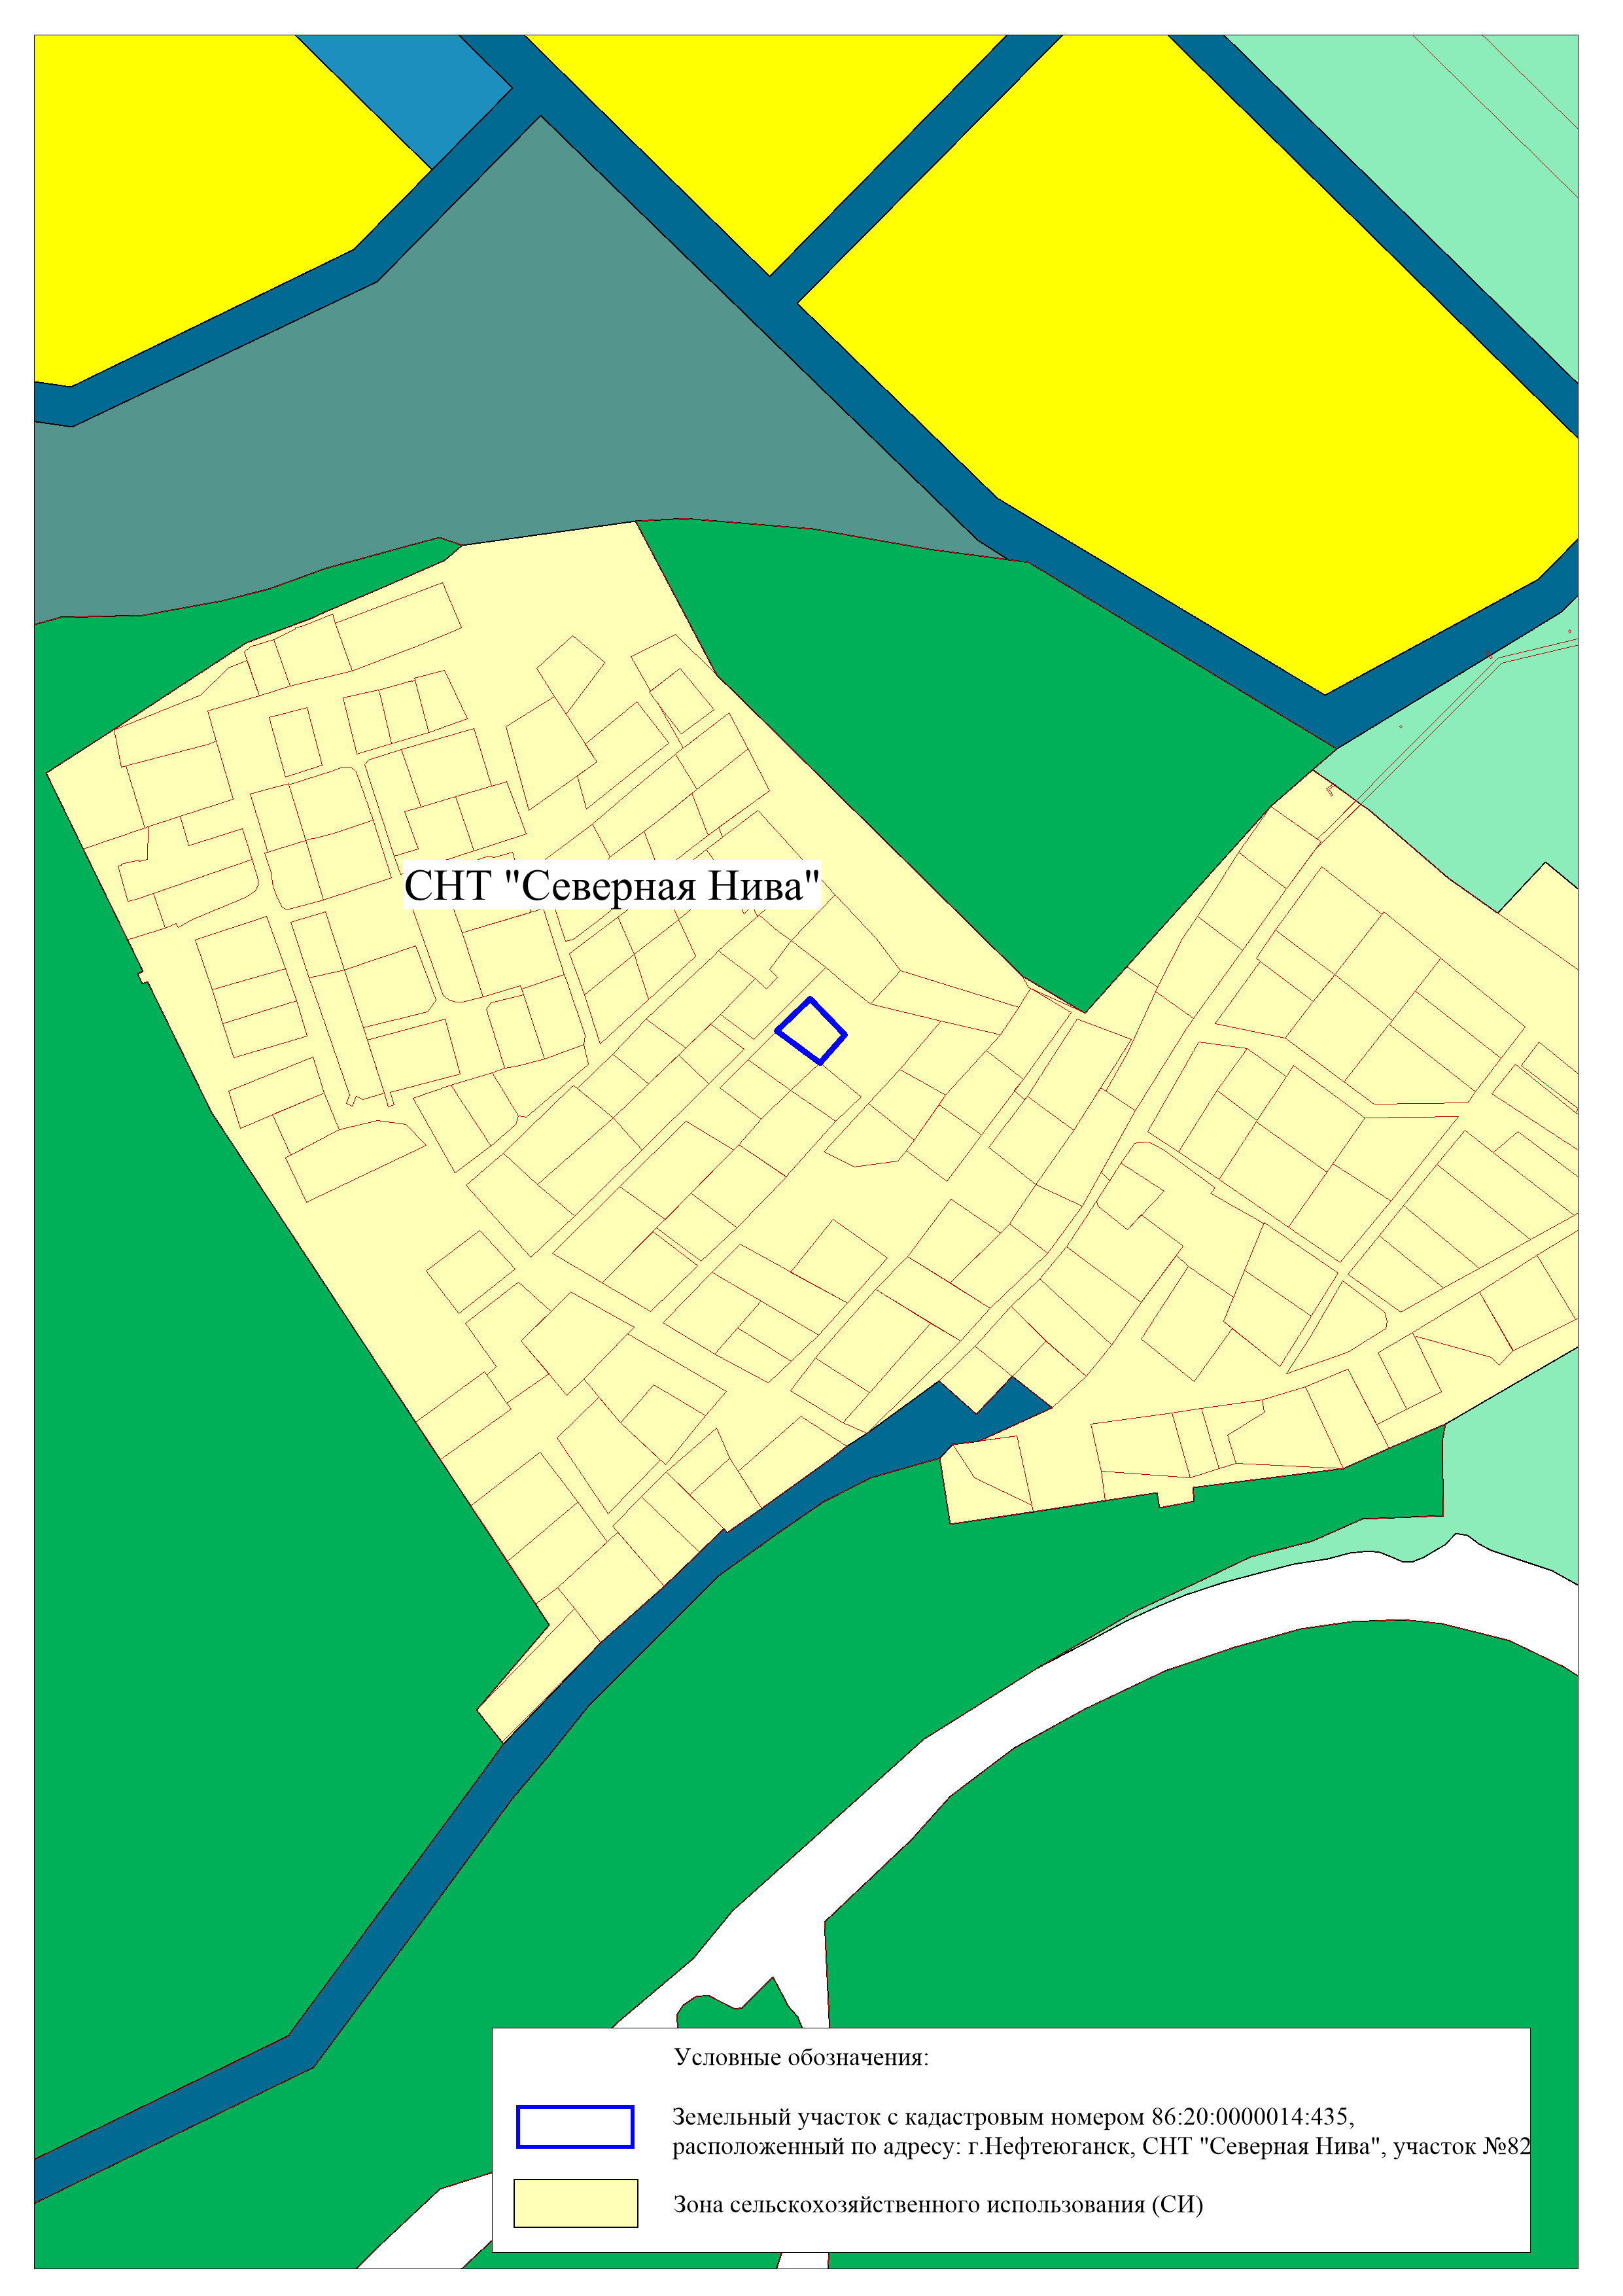 СНТ "Северная Нива"
Условные обозначения:
Земельный участок с кадастровым номером 86:20:0000014:435,
расположенный по адресу: г.Нефтеюганск, СНТ "Северная Нива", участок №82
Зона сельскохозяйственного использования (СИ)